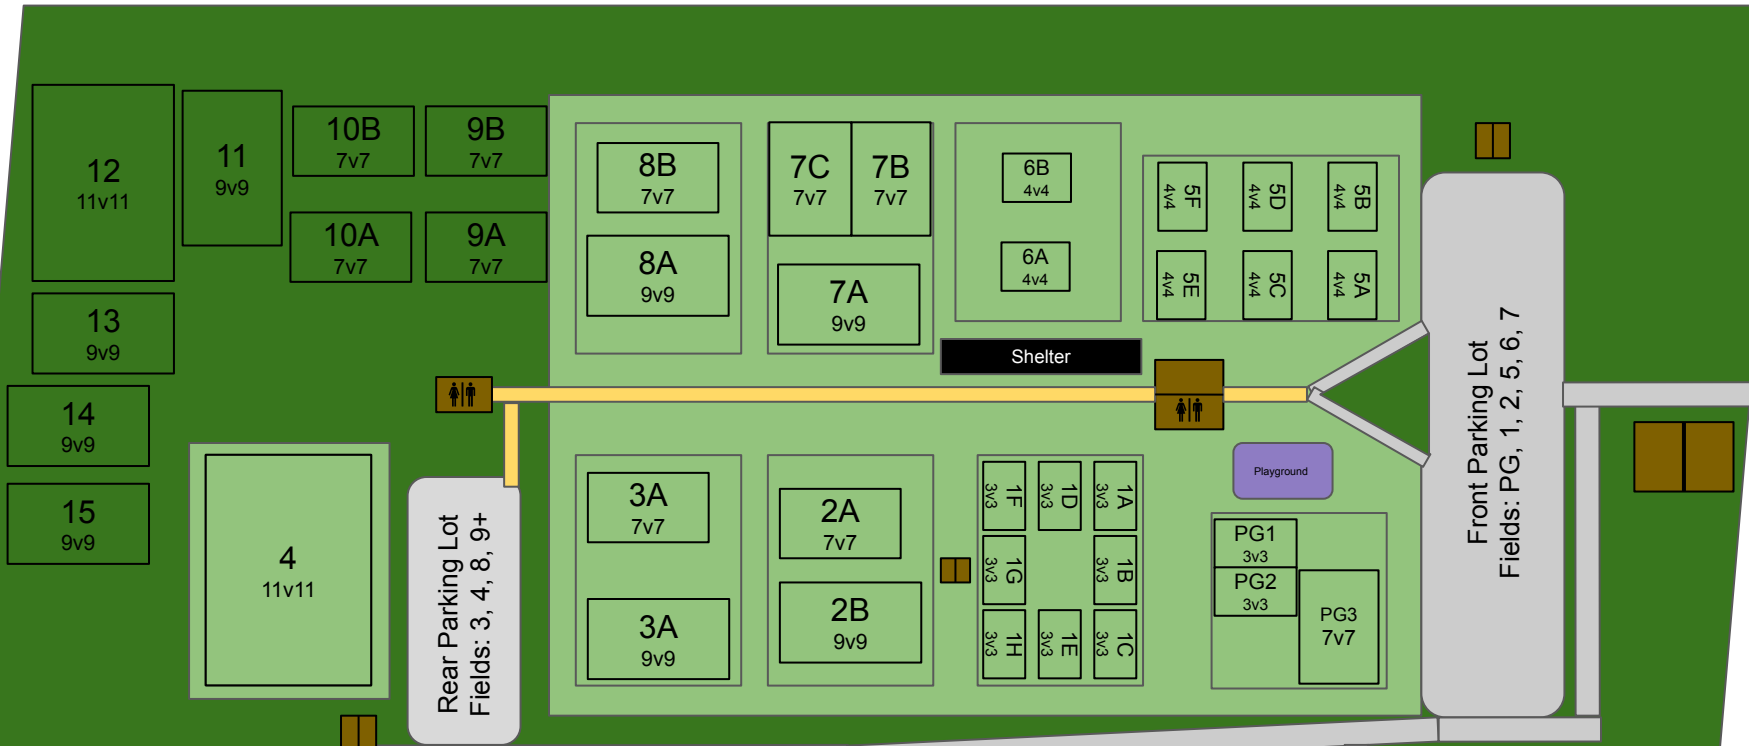 12
11v11
11
9v9
10B
7v7
9B
7v7
10A
7v7
9A
7v7
13
9v9
14
9v9
15
9v9
4
11v11
Rear Parking Lot
Fields: 3, 4, 8, 9+
8B
7v7
8A
9v9
7C
7v7
7B
7v7
7A
9v9
6B
4v4
6A
4v4
5F
4v4
5D
4v4
5B
4v4
5E
4v4
5C
4v4
5A
4v4
Shelter
3A
7v7
3A
9v9
2A
7v7
2B
9v9
1F
3v3
1D
3v3
1A
3v3
1G
3v3
1B
3v3
1H
3v3
1E
3v3
1C
3v3
Playground
PG1
3v3
PG2
3v3
PG3
7v7
Front Parking Lot
Fields: PG, 1, 2, 5, 6, 7